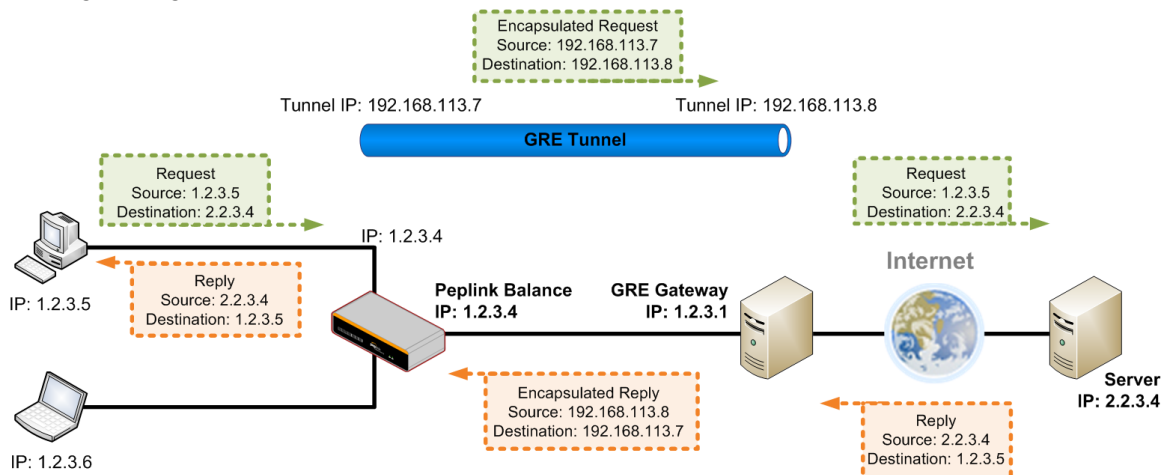 Encapsulated Request
Source: 192.168.113.7
Destination: 192.168.113.8
Tunnel IP: 192.168.113.7
Tunnel IP: 192.168.113.8
GRE Tunnel
Request
Source: 1.2.3.5
Destination: 2.2.3.4
Request
Source: 1.2.3.5
Destination: 2.2.3.4
IP: 1.2.3.4
Internet
Reply
Source: 2.2.3.4
Destination: 1.2.3.5
IP: 1.2.3.5
Peplink Balance
IP: 1.2.3.4
GRE Gateway
IP: 1.2.3.1
Server
IP: 2.2.3.4
Encapsulated Reply
Source: 192.168.113.8
Destination: 192.168.113.7
Reply
Source: 2.2.3.4
Destination: 1.2.3.5
IP: 1.2.3.6